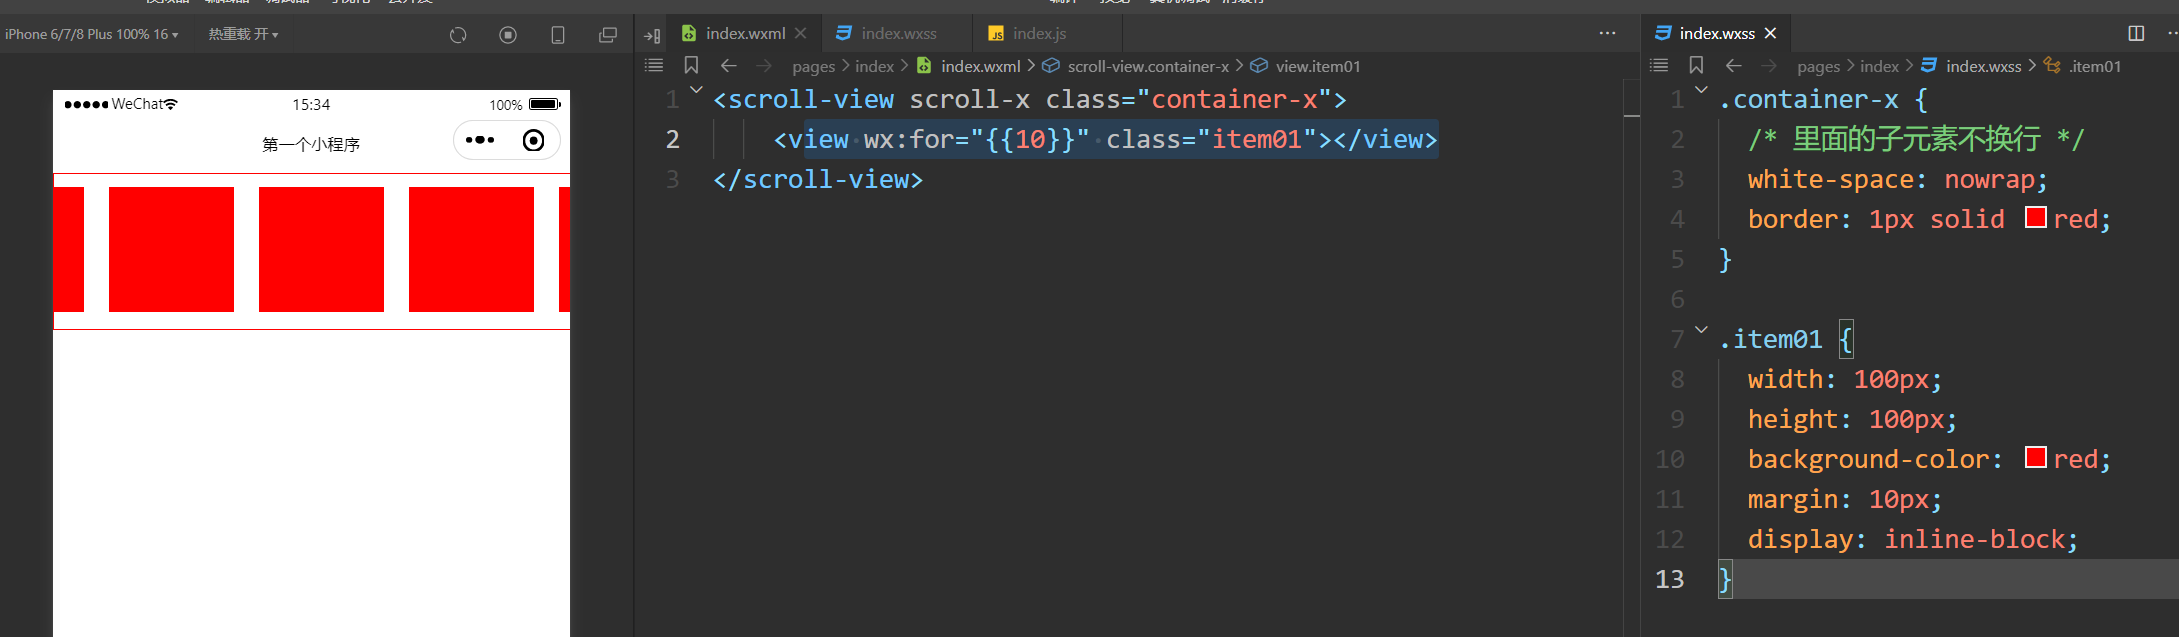 iPhone 6/7/8 Plus 100% 16
热重载 开
WeChat
15:34
100%
第一个小程序
index.wxml
index.wxss
index.js
pages
index
index.wxml
scroll-view.container-x
view.item01
1 <scroll-view scroll-x class="container-x">
2 <view wx:for="{{10}}" class="item01"></view>
3 </scroll-view>
index.wxss
pages
index
index.wxss
.item01
1 .container-x {
2 /* 里面的子元素不换行 */
3 white-space: nowrap;
4 border: 1px solid red;
5 }
6
7 .item01 {
8 width: 100px;
9 height: 100px;
10 background-color: red;
11 margin: 10px;
12 display: inline-block;
13 }